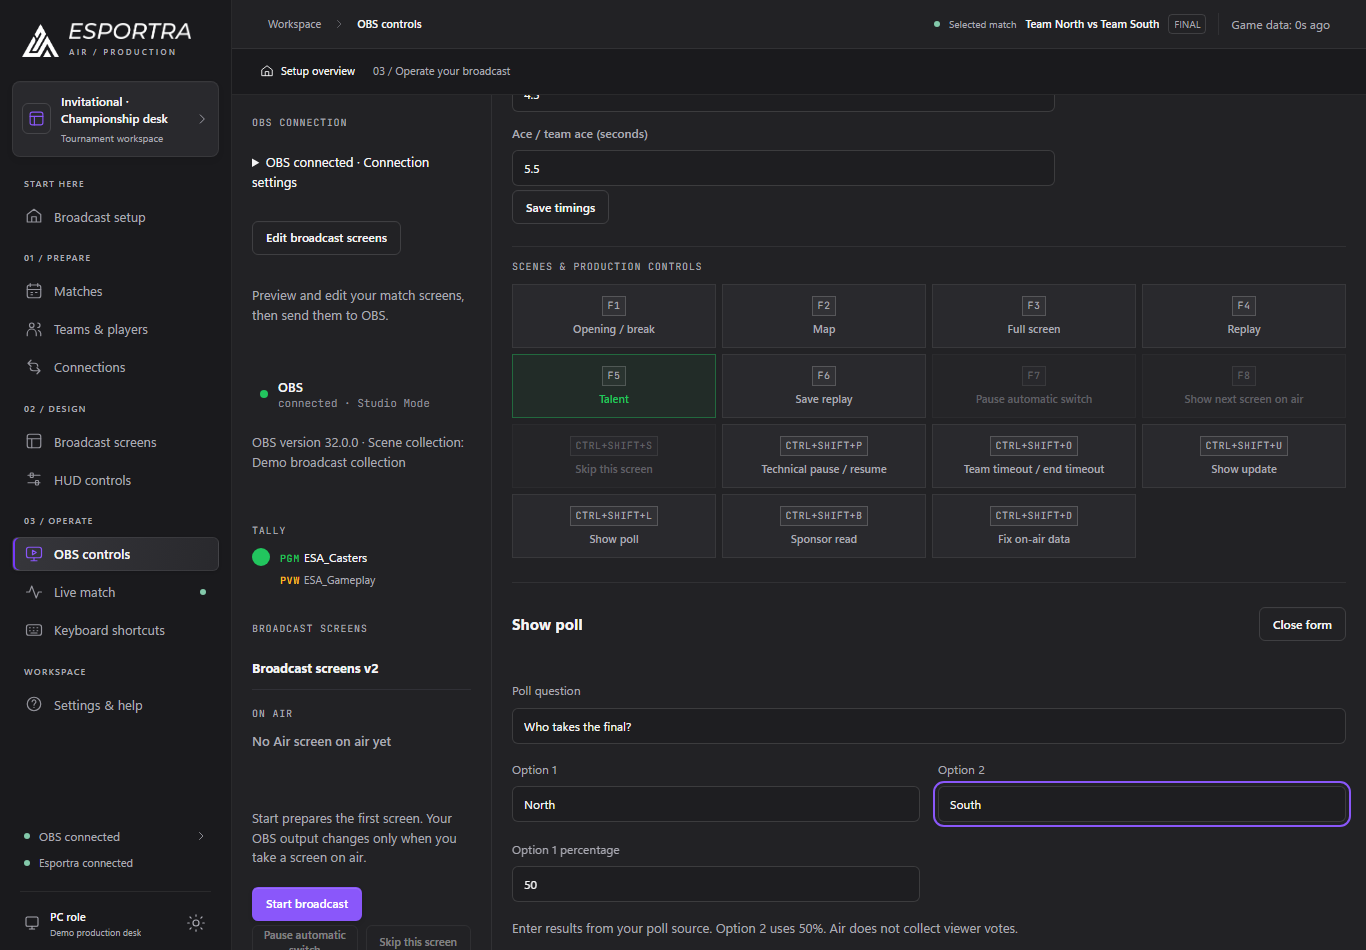 ESPORTRA
AIR / PRODUCTION
Invitational ·
Championship desk
Tournament workspace
START HERE
Broadcast setup
01 / PREPARE
Matches
Teams & players
Connections
02 / DESIGN
Broadcast screens
HUD controls
03 / OPERATE
OBS controls
Live match
Keyboard shortcuts
WORKSPACE
Settings & help
OBS connected
Esportra connected
PC role
Demo production desk
Workspace
OBS controls
Selected match Team North vs Team South FINAL
Game data: 0s ago
Setup overview
03 / Operate your broadcast
OBS CONNECTION
OBS connected · Connection
settings
Edit broadcast screens
Preview and edit your match screens,
then send them to OBS.
OBS
connected · Studio Mode
OBS version 32.0.0 · Scene collection:
Demo broadcast collection
TALLY
PGM ESA_Casters
PVW ESA_Gameplay
BROADCAST SCREENS
Broadcast screens v2
ON AIR
No Air screen on air yet
Start prepares the first screen. Your
OBS output changes only when you
take a screen on air.
Start broadcast
Pause automatic
switch
Skip this screen
4.5
Ace / team ace (seconds)
5.5
Save timings
SCENES & PRODUCTION CONTROLS
F1
Opening / break
F2
Map
F3
Full screen
F4
Replay
F5
Talent
F6
Save replay
F7
Pause automatic switch
F8
Show next screen on air
CTRL+SHIFT+S
Skip this screen
CTRL+SHIFT+P
Technical pause / resume
CTRL+SHIFT+O
Team timeout / end timeout
CTRL+SHIFT+U
Show update
CTRL+SHIFT+L
Show poll
CTRL+SHIFT+B
Sponsor read
CTRL+SHIFT+D
Fix on-air data
Show poll
Close form
Poll question
Who takes the final?
Option 1
North
Option 2
South
Option 1 percentage
50
Enter results from your poll source. Option 2 uses 50%. Air does not collect viewer votes.